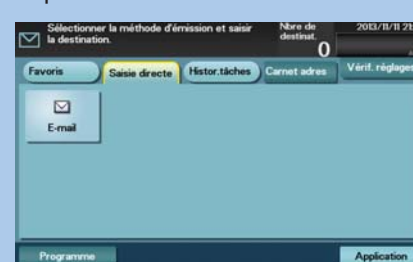 Sélectionner la méthode d'émission et saisir
la destination.
Nbre de
destinat.
0
2013/11/11 21:
Favoris
Saisie directe
Histor.tâches
Carnet adres
Vérif. réglages
E-mail
Programme
Application